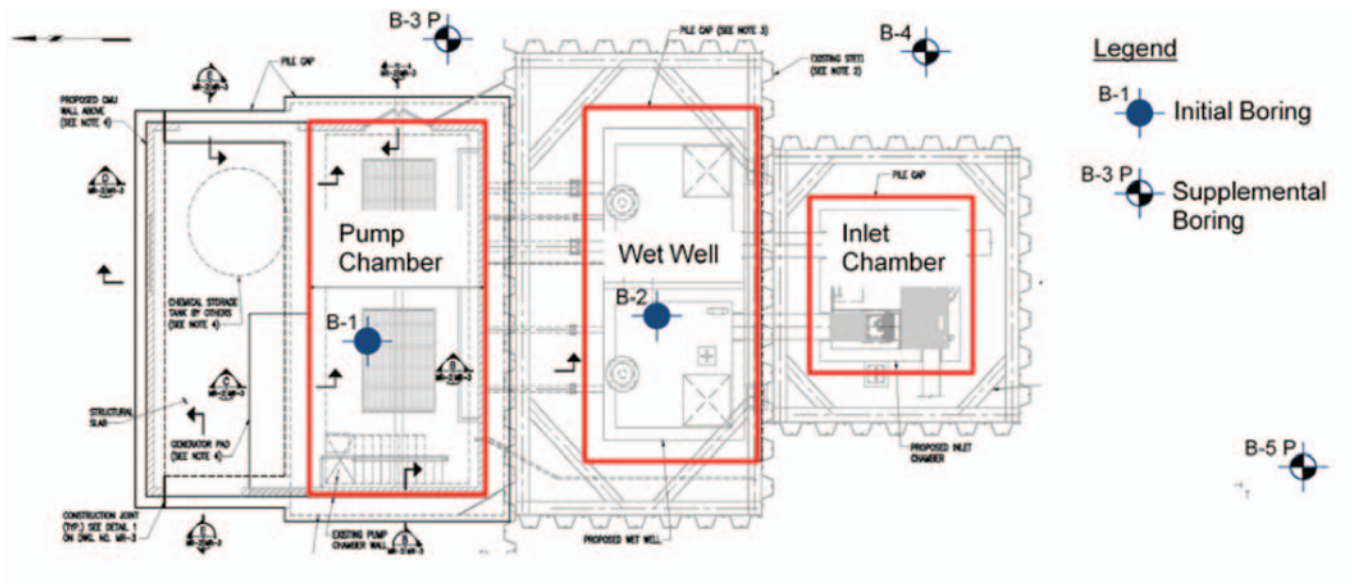 B-3 P
PILE CAP (SEE NOTE 3)
B-4
Legend
PILE CAP
EXISTING STEEL
(SEE NOTE 2)
PROPOSED CMU
WALL ABOVE
(SEE NOTE 4)
B-1
Initial Boring
PILE CAP
B-3 P
Supplemental
Boring
Pump
Chamber
Wet Well
Inlet
Chamber
CHEMICAL STORAGE
TANK BY OTHERS
(SEE NOTE 4)
B-1
B-2
STRUCTURAL
SLAB
GENERATOR PAD
(SEE NOTE 4)
PROPOSED INLET
CHAMBER
B-5 P
CONSTRUCTION JOINT
(TYP.) SEE DETAIL 1
ON DWG. NO. MR-3
EXISTING PUMP
CHAMBER WALL
PROPOSED WET WELL